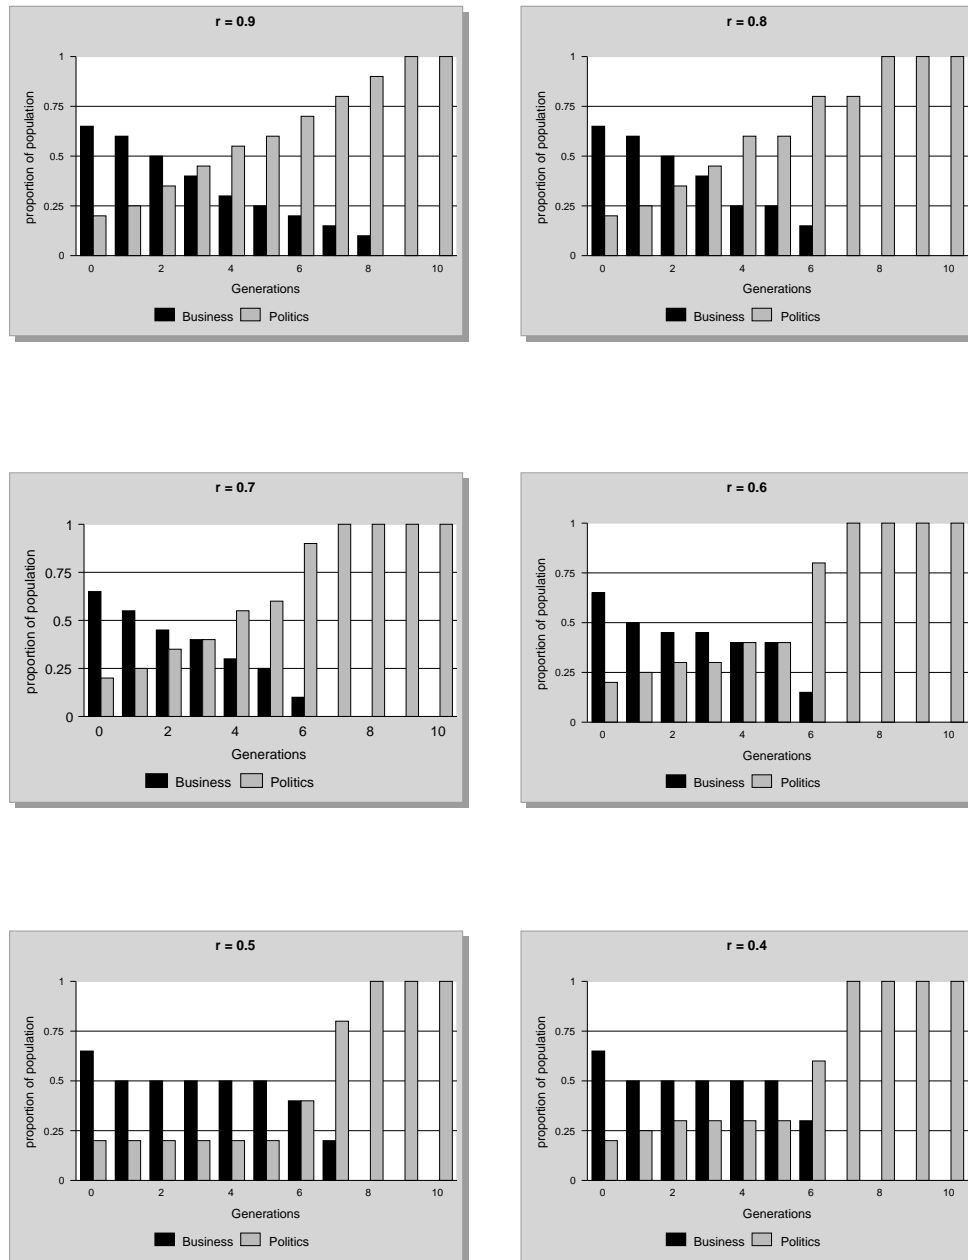 r = 0.9
proportion of population
1
0.75
0.5
0.25
0
0 2 4 6 8 10
Generations
Business Politics
r = 0.8
proportion of population
1
0.75
0.5
0.25
0
0 2 4 6 8 10
Generations
Business Politics
r = 0.7
proportion of population
1
0.75
0.5
0.25
0
0 2 4 6 8 10
Generations
Business Politics
r = 0.6
proportion of population
1
0.75
0.5
0.25
0
0 2 4 6 8 10
Generations
Business Politics
r = 0.5
proportion of population
1
0.75
0.5
0.25
0
0 2 4 6 8 10
Generations
Business Politics
r = 0.4
proportion of population
1
0.75
0.5
0.25
0
0 2 4 6 8 10
Generations
Business Politics